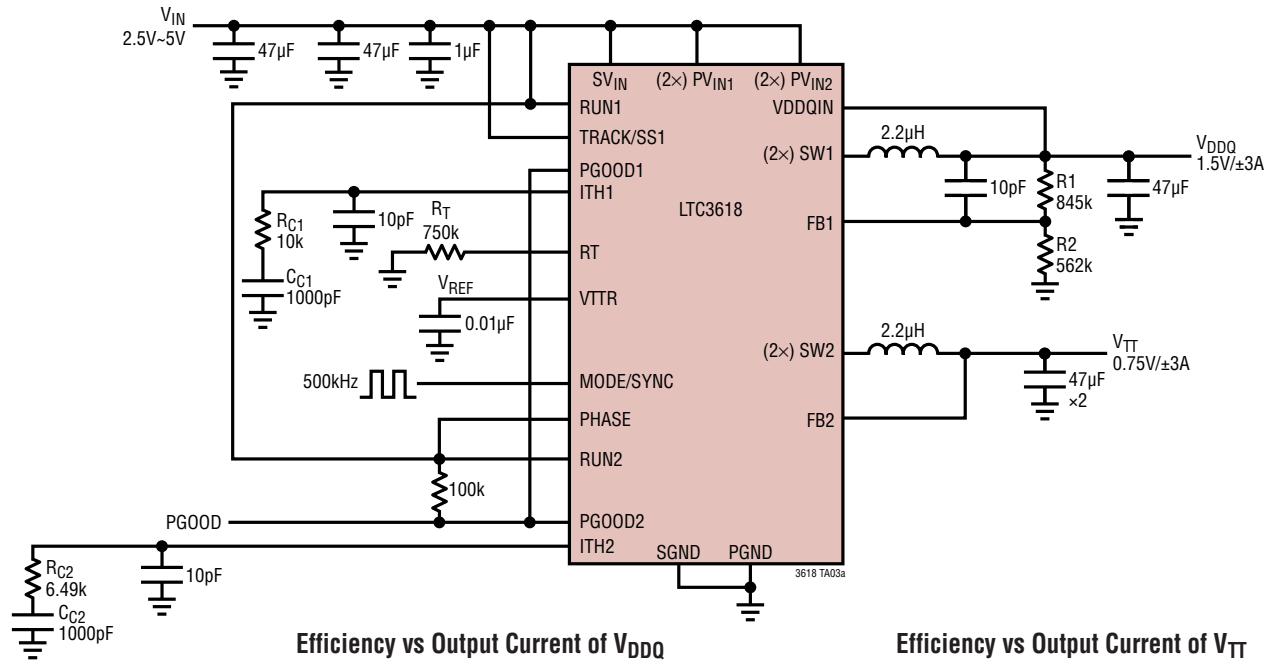 VIN
2.5V~5V
47µF
47µF
1µF
SVIN
(2×) PVIN1
(2×) PVIN2
RUN1
VDDQIN
TRACK/SS1
2.2µH
(2×) SW1
VDDQ
1.5V/±3A
PGOOD1
ITH1
10pF
R1
845k
47µF
RC1
10k
10pF
RT
750k
LTC3618
FB1
RT
R2
562k
CC1
1000pF
VREF
VTTR
0.01µF
2.2µH
(2×) SW2
VTT
0.75V/±3A
500kHz
MODE/SYNC
47µF
×2
PHASE
FB2
RUN2
100k
PGOOD
PGOOD2
ITH2
SGND
PGND
3618 TA03a
RC2
6.49k
10pF
CC2
1000pF
Efficiency vs Output Current of VDDQ
Efficiency vs Output Current of VTT